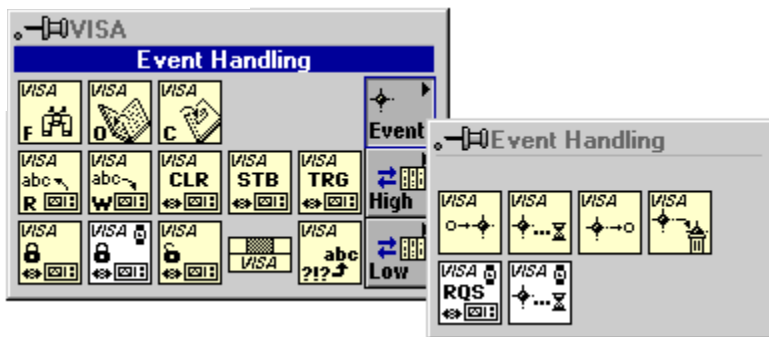 VISA
Event Handling
VISA VISA VISA
F O C Event
Event Handling
VISA VISA VISA VISA VISA
abc abc CLR STB TRG
R W High
VISA VISA VISA VISA VISA
abc
?!? Low
VISA VISA VISA VISA
VISA VISA
RQS